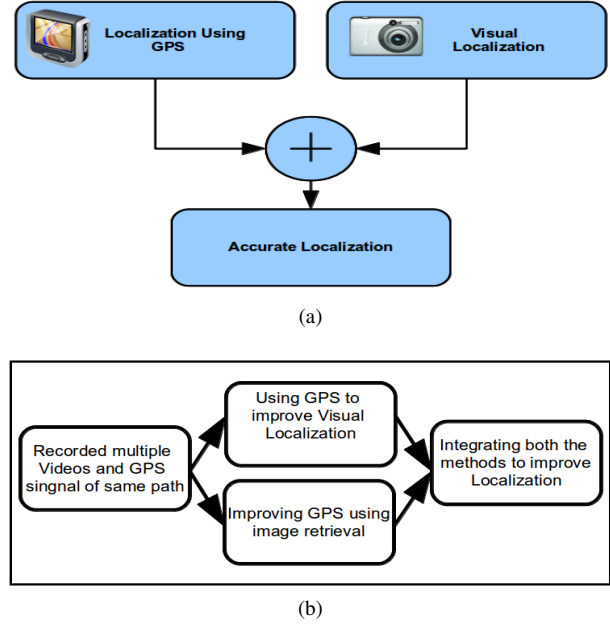 Localization Using
GPS
Visual
Localization
Accurate Localization
(a)
Recorded multiple
Videos and GPS
singnal of same path
Using GPS to
improve Visual
Localization
Improving GPS using
image retrieval
Integrating both the
methods to improve
Localization
(b)